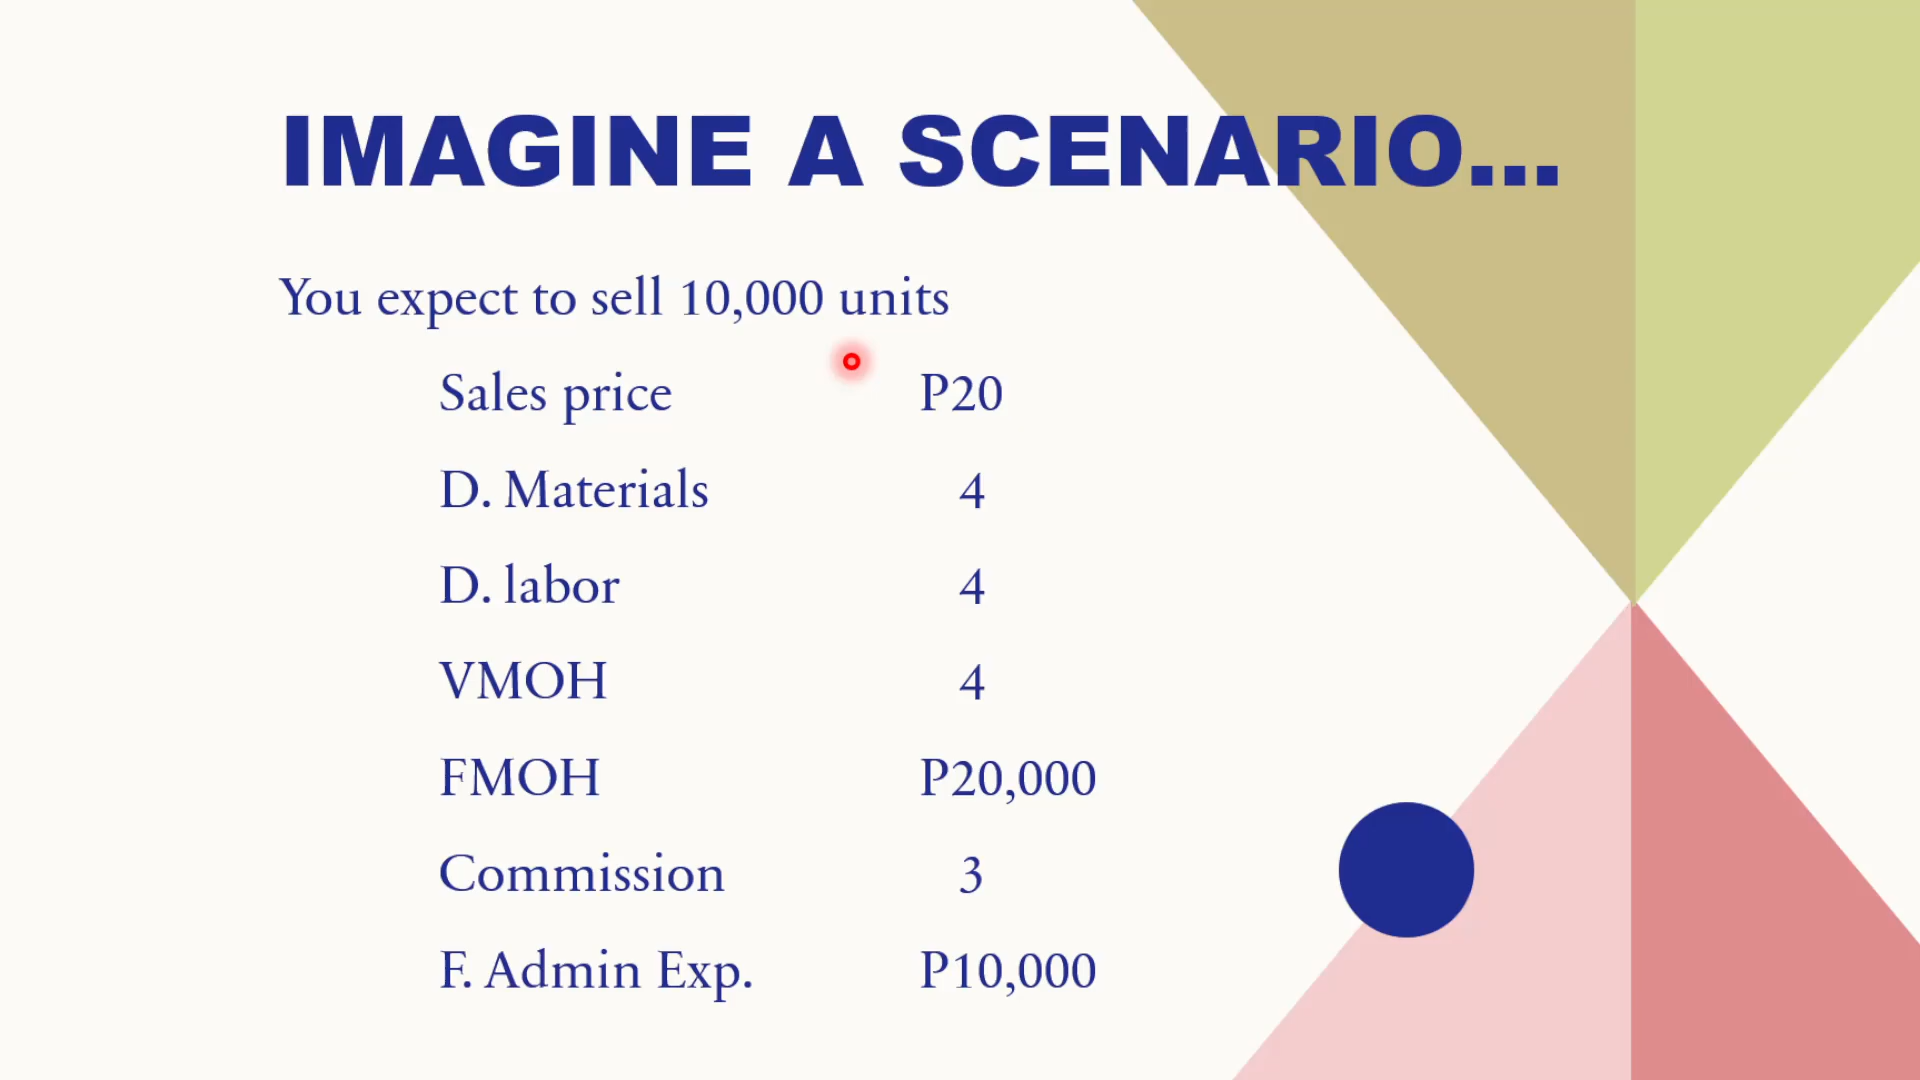 IMAGINE A SCENARIO...
You expect to sell 10,000 units
Sales price P20
D. Materials 4
D. labor 4
VMOH 4
FMOH P20,000
Commission 3
F. Admin Exp. P10,000